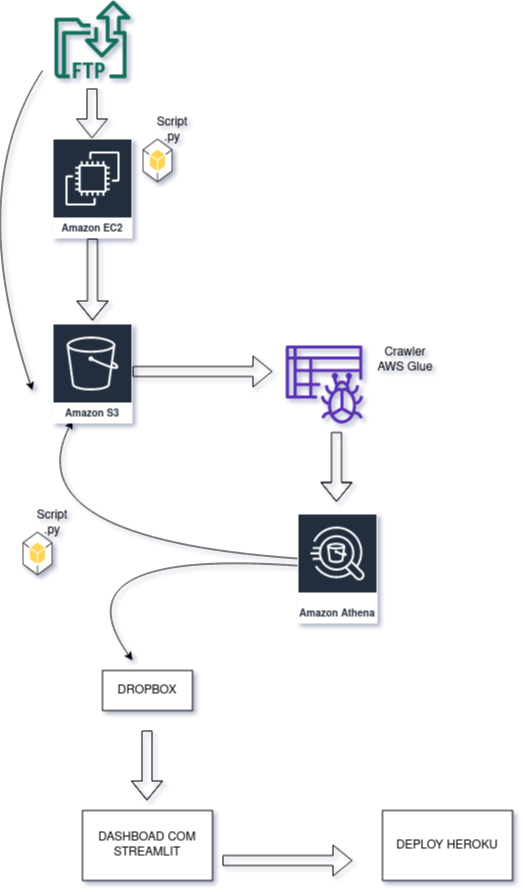 FTP
Script
.py
Amazon EC2
Amazon S3
Crawler
AWS Glue
Script
.py
Amazon Athena
DROPBOX
DASHBOAD COM
STREAMLIT
DEPLOY HEROKU